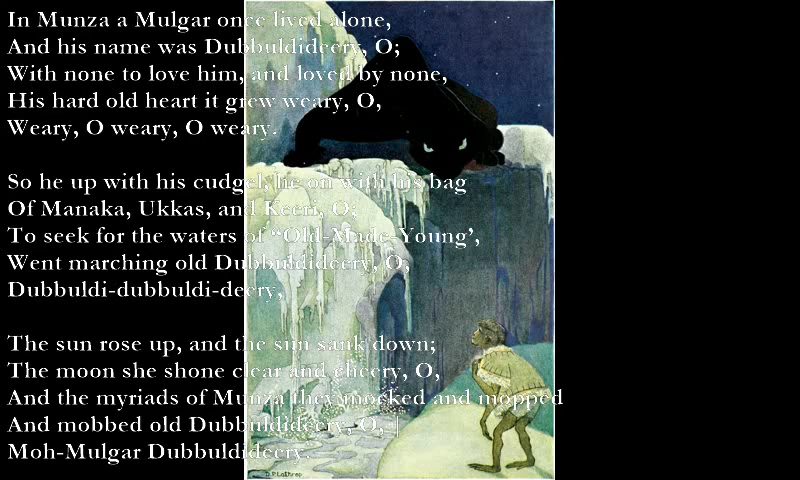 In Munza a Mulgar once lived alone,
And his name was Dubbuldideery, O;
With none to love him, and loved by none,
His hard old heart it grew weary, O,
Weary, O weary, O weary.
So he up with his cudgel, he on with his bag
Of Manaka, Ukkas, and Keeri, O;
To seek for the waters of “Old-Made-Young’,
Went marching old Dubbuldideery, O,
Dubbuldi-dubbuldi-deery,
The sun rose up, and the sun sank down;
The moon she shone clear and cheery, O,
And the myriads of Munza they mocked and mopped
And mobbed old Dubbuldideery, O, |
Moh-Mulgar Dubbuldideery.
D.P. Lathrop